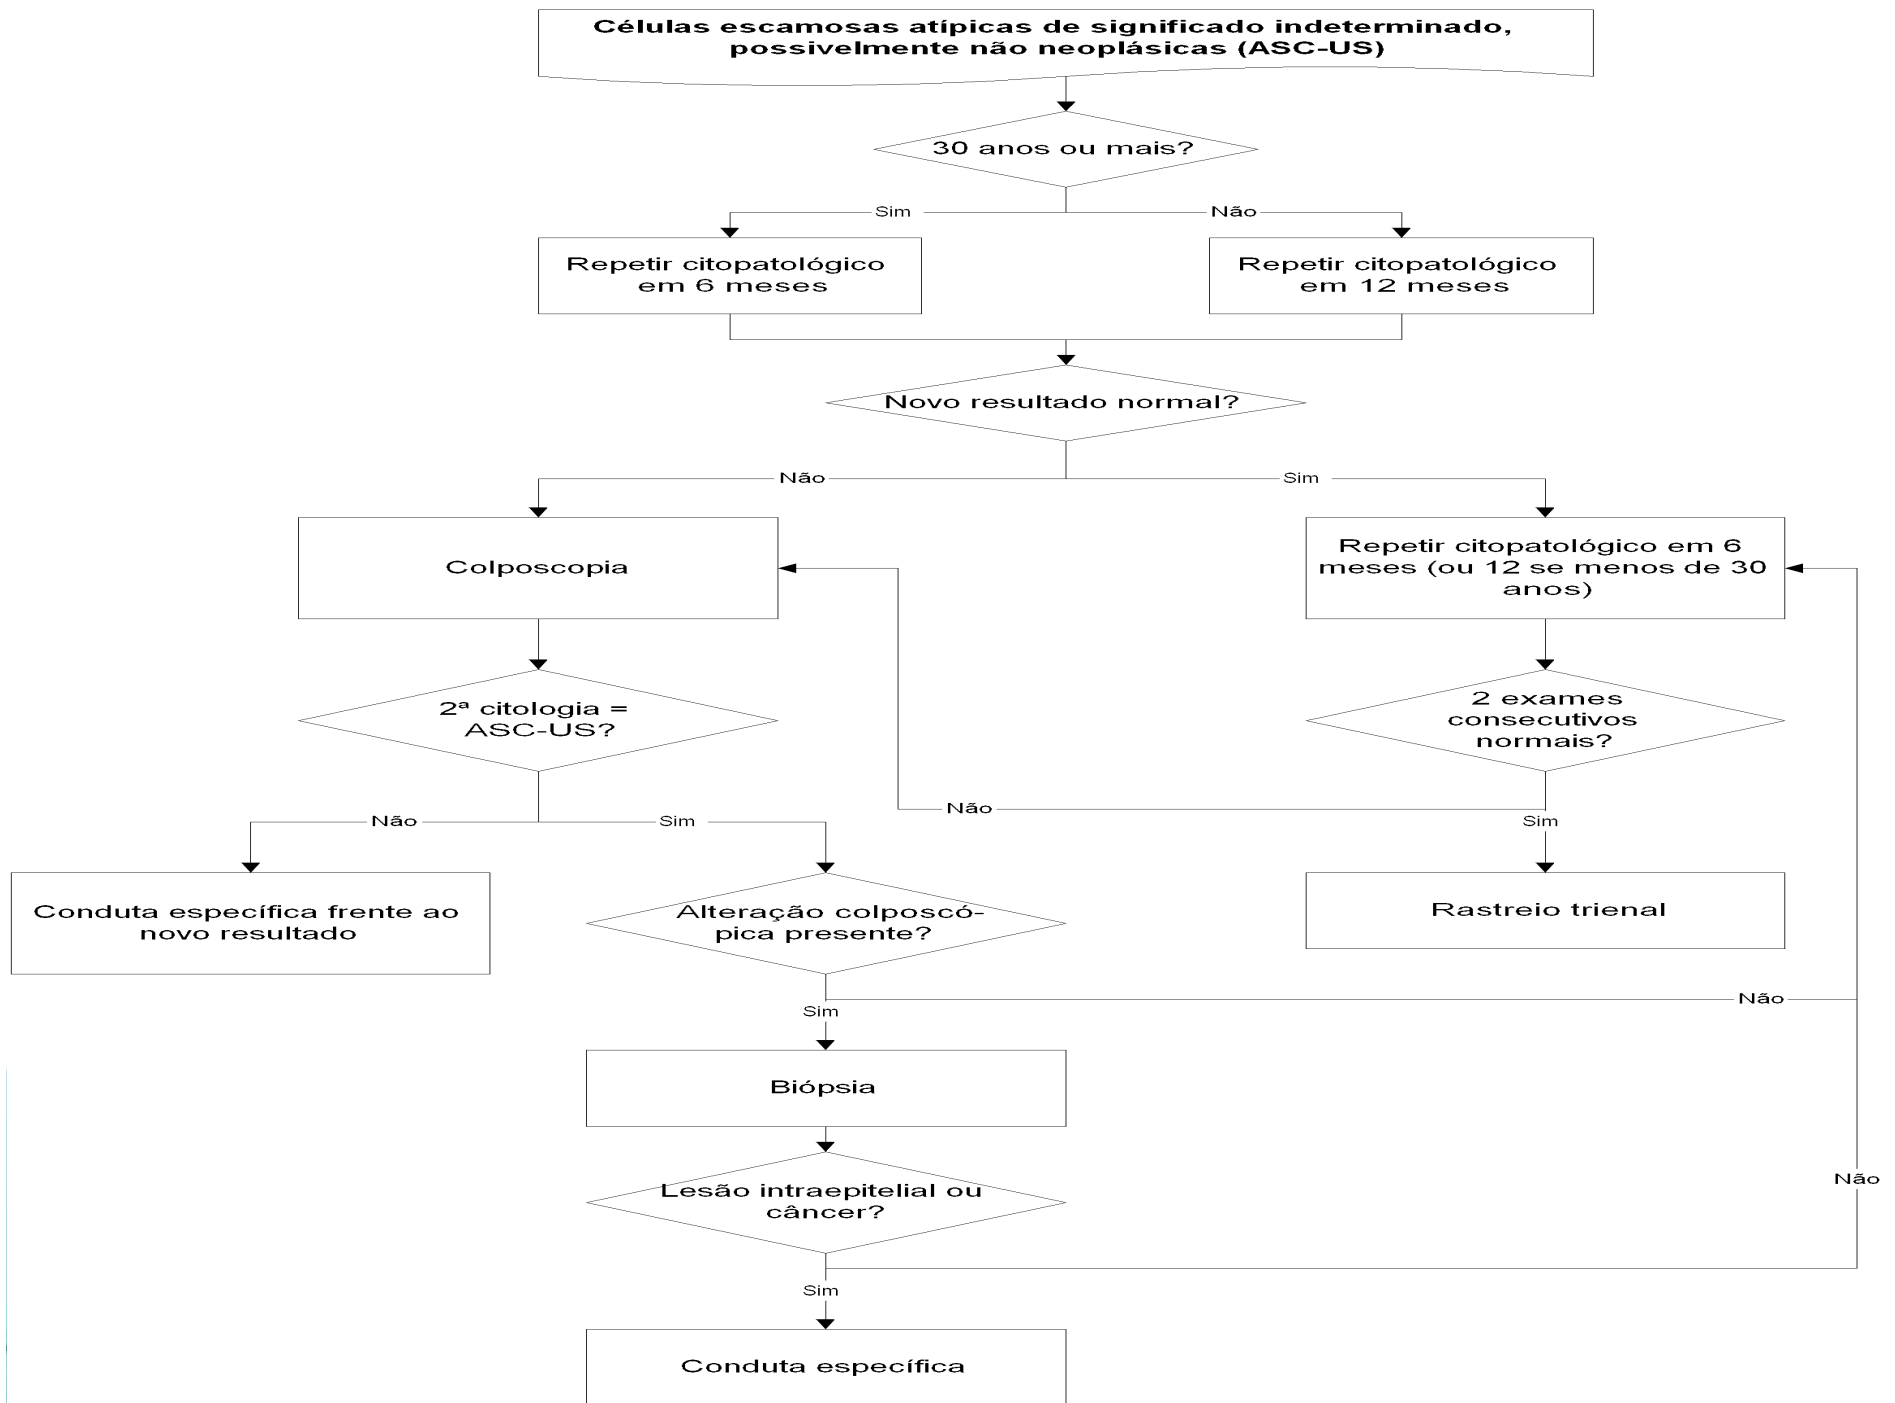 Células escamosas atípicas de significado indeterminado,
possivelmente não neoplásicas (ASC-US)
30 anos ou mais?
Sim
Não
Repetir citopatológico
em 6 meses
Repetir citopatológico
em 12 meses
Novo resultado normal?
Não
Sim
Colposcopia
Repetir citopatológico em 6
meses (ou 12 se menos de 30
anos)
2ª citologia =
ASC-US?
2 exames
consecutivos
normais?
Não
Não
Sim
Sim
Conduta específica frente ao
novo resultado
Alteração colposcó-
pica presente?
Rastreio trienal
Não
Sim
Biópsia
Não
Lesão intraepitelial ou
câncer?
Sim
Conduta específica